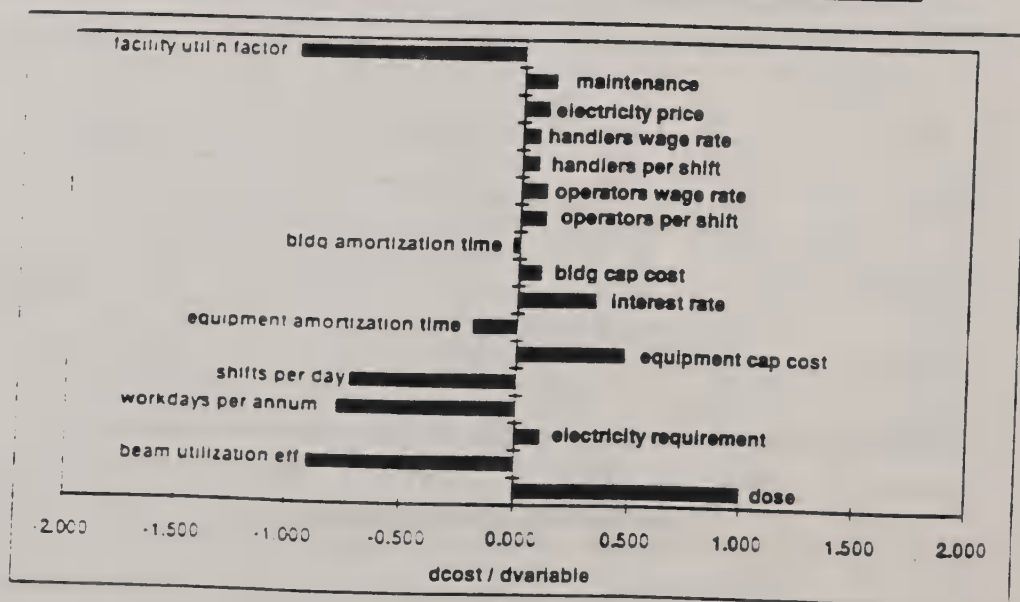 facility util'n factor
maintenance
electricity price
handlers wage rate
handlers per shift
operators wage rate
operators per shift
bldg amortization time
bldg cap cost
interest rate
equipment amortization time
equipment cap cost
shifts per day
workdays per annum
electricity requirement
beam utilization eff
dose
-2.000 -1.500 -1.000 -0.500 0.000 0.500 1.000 1.500 2.000
dcost / dvariable